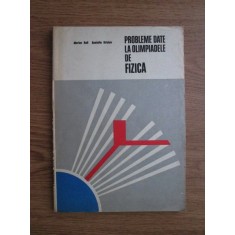 PROBLEME DATE
LA OLIMPIADELE
DE
FIZICA